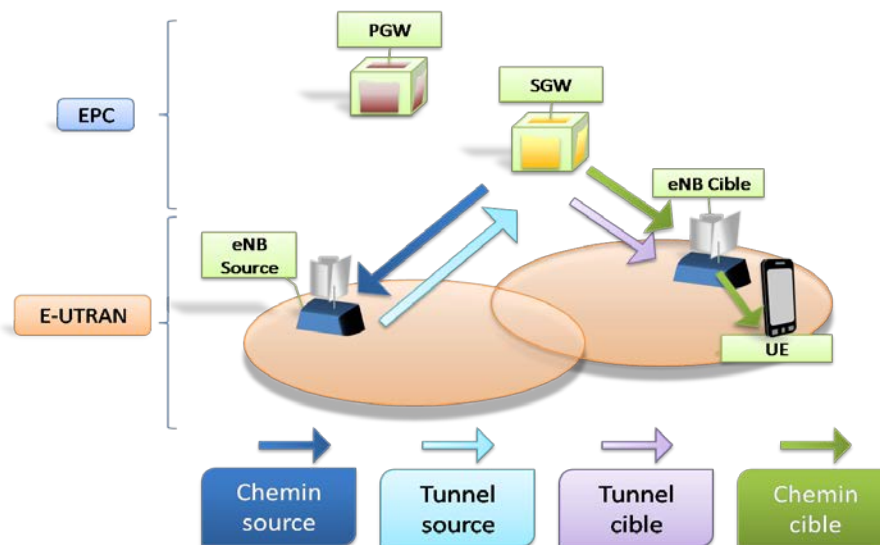 PGW
SGW
EPC
eNB Cible
eNB
Source
E-UTRAN
UE
Chemin
source
Tunnel
source
Tunnel
cible
Chemin
cible